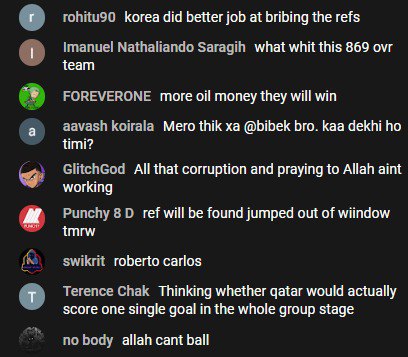 r rohitu90 korea did better job at bribing the refs
I Imanuel Nathaliando Saragih what whit this 869 ovr
team
FOREVERONE more oil money they will win
a aavash koirala Mero thik xa @bibek bro. kaa dekhi ho
timi?
GlitchGod All that corruption and praying to Allah aint
working
Punchy 8 D ref will be found jumped out of wiindow
tmrw
swikrit roberto carlos
T Terence Chak Thinking whether qatar would actually
score one single goal in the whole group stage
no body allah cant ball